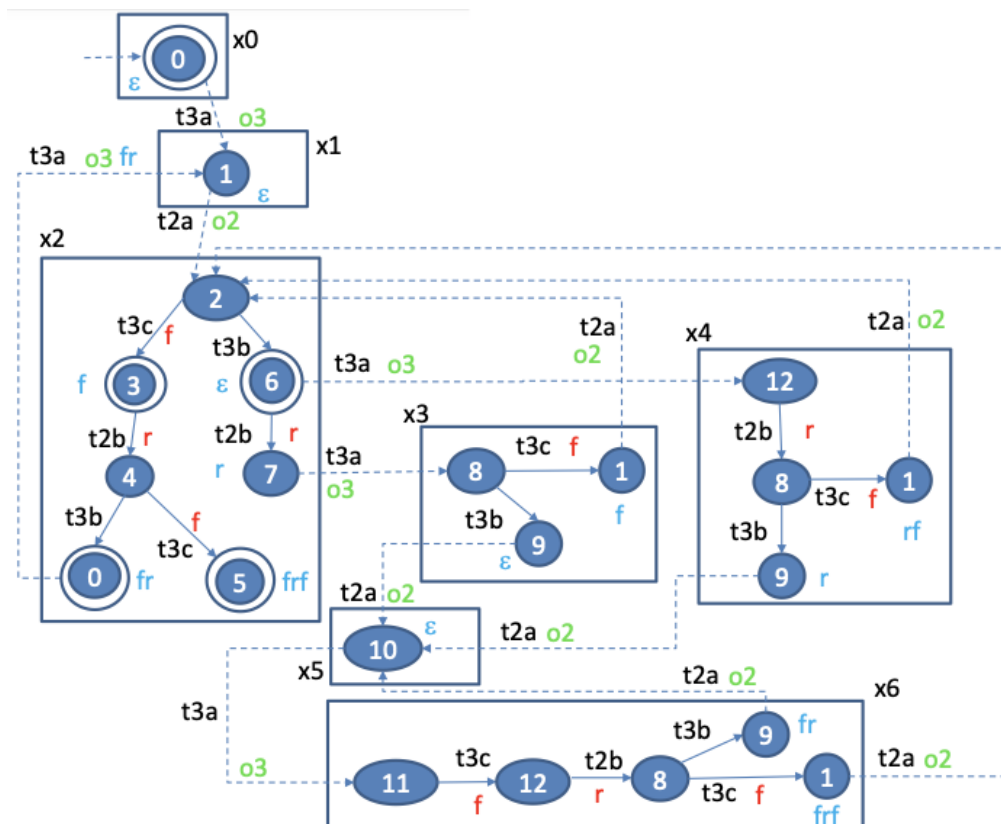 0 x0
ε
t3a o3
t3a o3 fr
x1
1
ε
t2a o2
x2
2
t3c f
t3b
t2a
o2
x4
t2a o2
f 3
ε 6
t3a o3
12
t2b r
t2b r
x3
t2b r
4
r 7
t3a
o3
8
t3c f
1
8
t3c f
1
t3b
f
t3c
t3b
f
t3b
rf
0 fr
5 frf
9
ε
9 r
t2a o2
10
ε
t2a o2
x5
t2a o2
x6
t3a
o3
11
t3c
f
12
t2b
r
8
t3b
9 fr
t3c f
1
frf
t2a o2